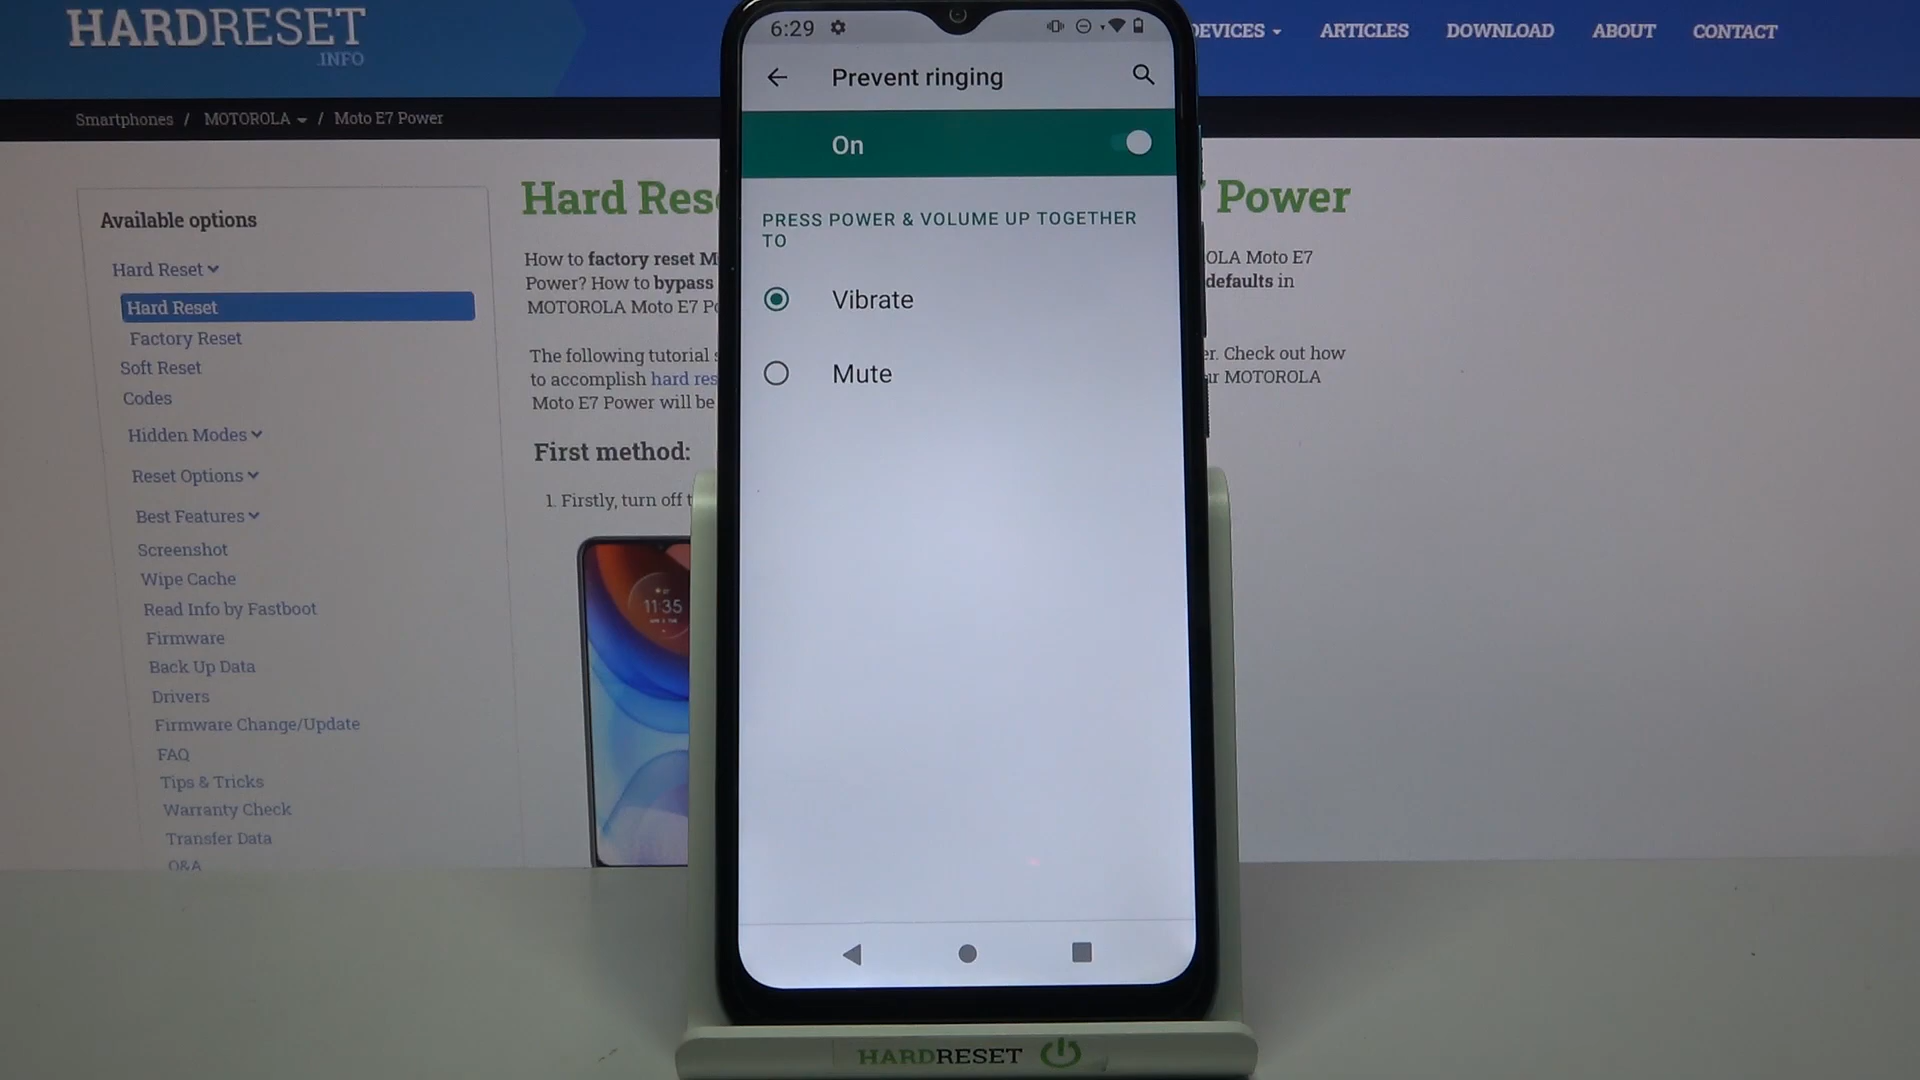 HARDRESET
.INFO
DEVICES
ARTICLES
DOWNLOAD
ABOUT
CONTACT
Smartphones / MOTOROLA / Moto E7 Power
Available options
Hard Reset
Hard Reset
Factory Reset
Soft Reset
Codes
Hidden Modes
Reset Options
Best Features
Screenshot
Wipe Cache
Read Info by Fastboot
Firmware
Back Up Data
Drivers
Firmware Change/Update
FAQ
Tips & Tricks
Warranty Check
Transfer Data
Q&A
Hard Res
Power
How to factory reset M
OLA Moto E7
Power? How to bypass
defaults in
MOTOROLA Moto E7 Po
The following tutorial s
er. Check out how
to accomplish hard res
ur MOTOROLA
Moto E7 Power will be
First method:
1. Firstly, turn off t
11:35
6:29
Prevent ringing
On
PRESS POWER & VOLUME UP TOGETHER
TO
Vibrate
Mute
HARDRESET